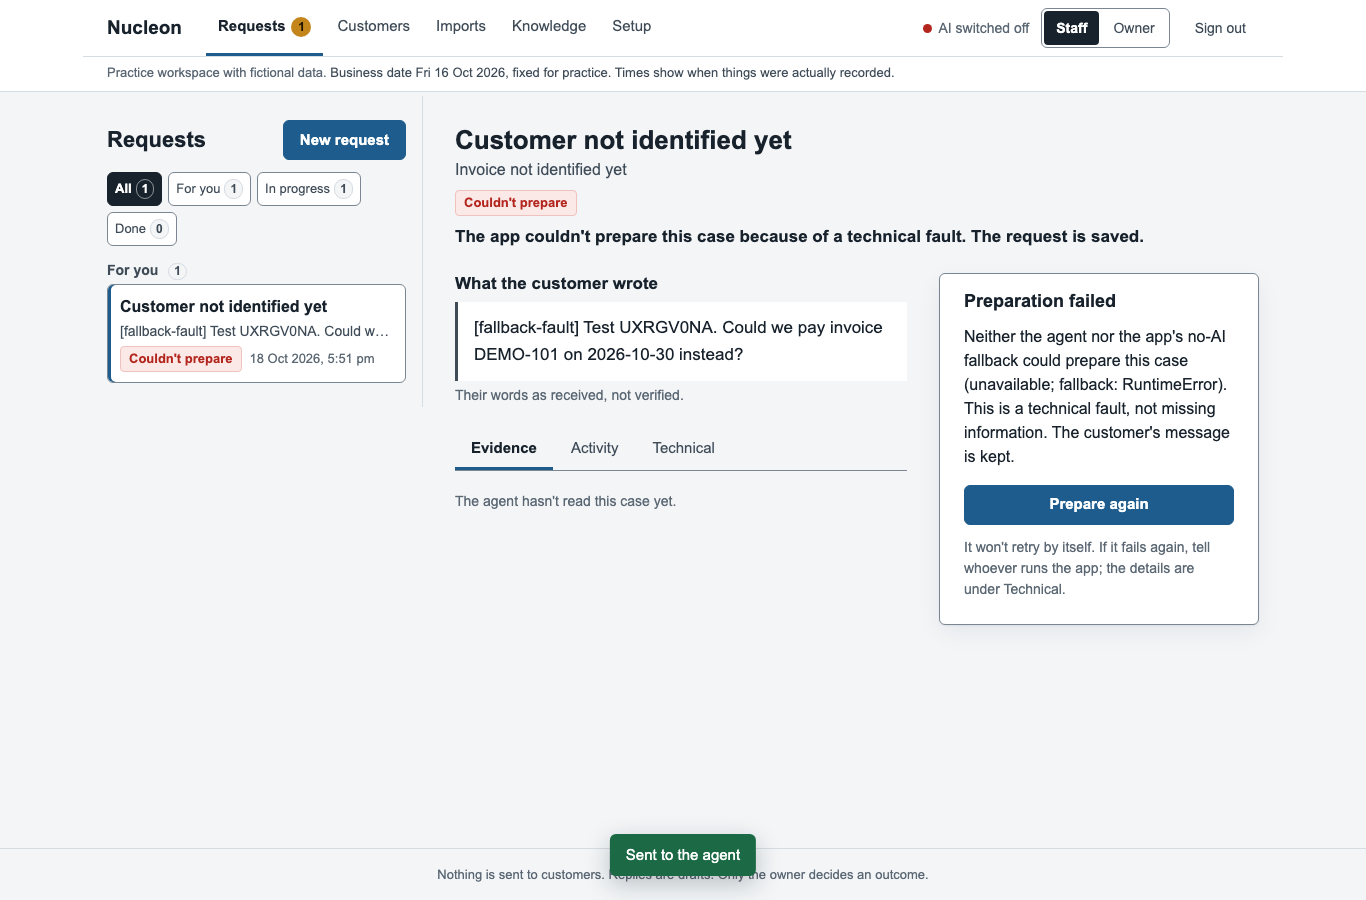 Nucleon
Requests 1
Customers
Imports
Knowledge
Setup
AI switched off
Staff
Owner
Sign out
Practice workspace with fictional data. Business date Fri 16 Oct 2026, fixed for practice. Times show when things were actually recorded.
Requests
New request
All 1
For you 1
In progress 1
Done 0
For you 1
Customer not identified yet
[fallback-fault] Test UXRGV0NA. Could w…
Couldn't prepare
18 Oct 2026, 5:51 pm
Customer not identified yet
Invoice not identified yet
Couldn't prepare
The app couldn't prepare this case because of a technical fault. The request is saved.
What the customer wrote
[fallback-fault] Test UXRGV0NA. Could we pay invoice
DEMO-101 on 2026-10-30 instead?
Their words as received, not verified.
Evidence
Activity
Technical
The agent hasn't read this case yet.
Preparation failed
Neither the agent nor the app's no-AI
fallback could prepare this case
(unavailable; fallback: RuntimeError).
This is a technical fault, not missing
information. The customer's message
is kept.
Prepare again
It won't retry by itself. If it fails again, tell
whoever runs the app; the details are
under Technical.
Sent to the agent
Nothing is sent to customers. Replies are drafts. Only the owner decides an outcome.